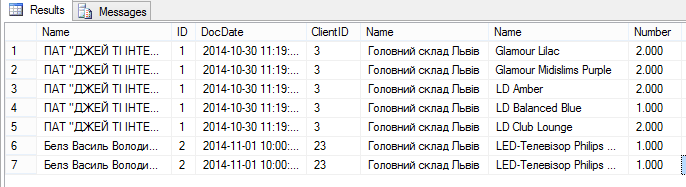 Results Messages
Name ID DocDate ClientID Name Name Number
1 ПАТ "ДЖЕЙ ТІ ІНТЕ... 1 2014-10-30 11:19:... 3 Головний склад Львів Glamour Lilac 2.000
2 ПАТ "ДЖЕЙ ТІ ІНТЕ... 1 2014-10-30 11:19:... 3 Головний склад Львів Glamour Midislims Purple 2.000
3 ПАТ "ДЖЕЙ ТІ ІНТЕ... 1 2014-10-30 11:19:... 3 Головний склад Львів LD Amber 2.000
4 ПАТ "ДЖЕЙ ТІ ІНТЕ... 1 2014-10-30 11:19:... 3 Головний склад Львів LD Balanced Blue 1.000
5 ПАТ "ДЖЕЙ ТІ ІНТЕ... 1 2014-10-30 11:19:... 3 Головний склад Львів LD Club Lounge 2.000
6 Белз Василь Володи... 2 2014-11-01 10:00:... 23 Головний склад Львів LED-Телевізор Philips ... 1.000
7 Белз Василь Володи... 2 2014-11-01 10:00:... 23 Головний склад Львів LED-Телевізор Philips ... 1.000